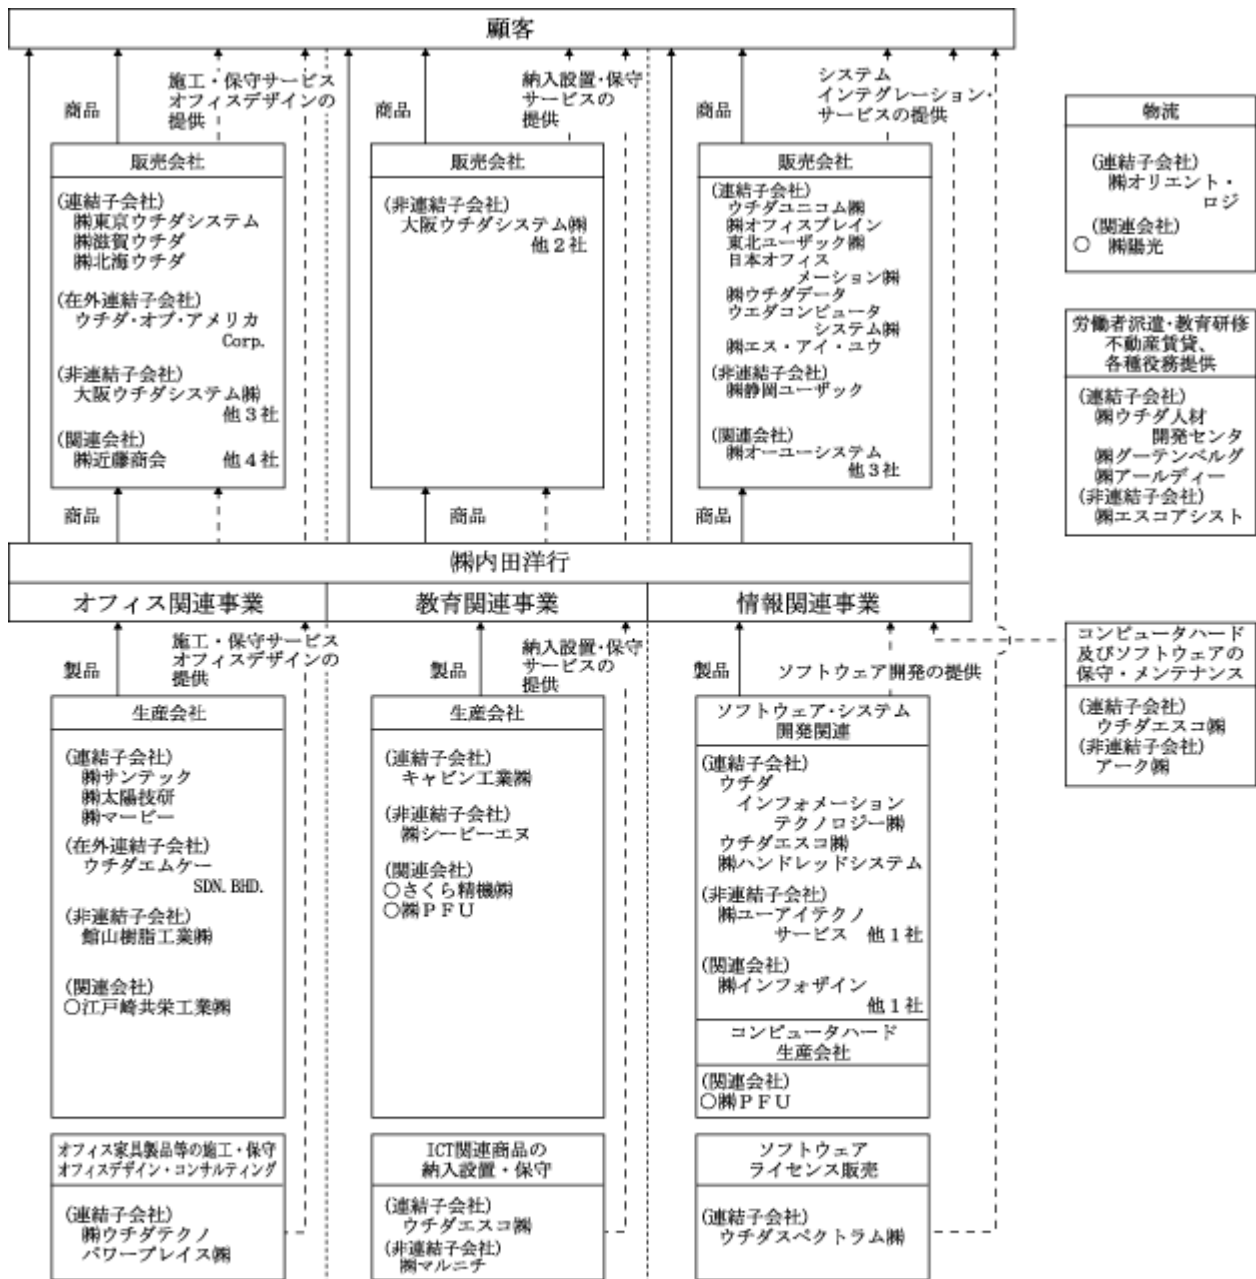 顧客
商品
施工・保守サービス
オフィスデザインの
提供
販売会社
(連結子会社)
㈱東京ウチダシステム
㈱滋賀ウチダ
㈱北海ウチダ
(在外連結子会社)
ウチダ・オブ・アメリカ
Corp.
(非連結子会社)
大阪ウチダシステム㈱
他３社
(関連会社)
㈱近藤商会 他４社
商品
商品
納入設置・保守
サービスの
提供
販売会社
(非連結子会社)
大阪ウチダシステム㈱
他２社
商品
商品
システム
インテグレーション・
サービスの提供
販売会社
(連結子会社)
ウチダユニコム㈱
㈱オフィスブレイン
東北ユーザック㈱
日本オフィス
メーション㈱
㈱ウチダデータ
ウエダコンピュータ
システム㈱
㈱エス・アイ・ユウ
(非連結子会社)
㈱静岡ユーザック
(関連会社)
㈱オーユーシステム
他３社
商品
物流
(連結子会社)
㈱オリエント・
ロジ
(関連会社)
○ ㈱陽光
労働者派遣・教育研修
不動産賃貸、
各種役務提供
(連結子会社)
㈱ウチダ人材
開発センタ
㈱グーテンベルグ
㈱アールディー
(非連結子会社)
㈱エスコアシスト
㈱内田洋行
オフィス関連事業
教育関連事業
情報関連事業
製品
施工・保守サービス
オフィスデザインの
提供
生産会社
(連結子会社)
㈱サンテック
㈱太陽技研
㈱マービー
(在外連結子会社)
ウチダエムケー
SDN. BHD.
(非連結子会社)
館山樹脂工業㈱
(関連会社)
○江戸崎共栄工業㈱
オフィス家具製品等の施工・保守
オフィスデザイン・コンサルティング
(連結子会社)
㈱ウチダテクノ
パワープレイス㈱
製品
納入設置・保守
サービスの
提供
生産会社
(連結子会社)
キャビン工業㈱
(非連結子会社)
㈱シービーエヌ
(関連会社)
○さくら精機㈱
○㈱ＰＦＵ
ICT関連商品の
納入設置・保守
(連結子会社)
ウチダエスコ㈱
(非連結子会社)
㈱マルニチ
製品
ソフトウェア開発の提供
ソフトウェア・システム
開発関連
(連結子会社)
ウチダ
インフォメーション
テクノロジー㈱
ウチダエスコ㈱
㈱ハンドレッドシステム
(非連結子会社)
㈱ユーアイテクノ
サービス 他１社
(関連会社)
㈱インフォザイン
他１社
コンピュータハード
生産会社
(関連会社)
○㈱ＰＦＵ
ソフトウェア
ライセンス販売
(連結子会社)
ウチダスペクトラム㈱
コンピュータハード
及びソフトウェアの
保守・メンテナンス
(連結子会社)
ウチダエスコ㈱
(非連結子会社)
アーク㈱